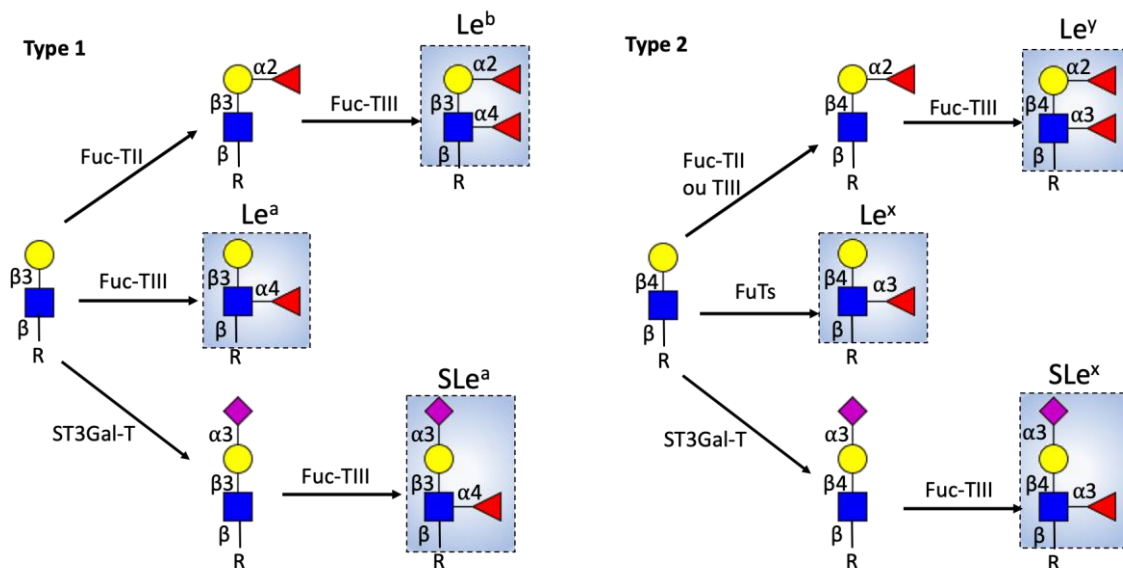 Type 1
Le^b
α2
α2
β3
Fuc-TIII
β3
α4
β
R
β
R
Fuc-TII
Le^a
β3
Fuc-TIII
β3
α4
β
R
β
R
ST3Gal-T
SLe^a
α3
α3
β3
Fuc-TIII
β3
α4
β
R
β
R
Type 2
Le^y
α2
α2
β4
Fuc-TIII
β4
α3
β
R
β
R
Fuc-TII
ou TIII
Le^x
β4
FuTs
β4
α3
β
R
β
R
ST3Gal-T
SLe^x
α3
α3
β4
Fuc-TIII
β4
α3
β
R
β
R